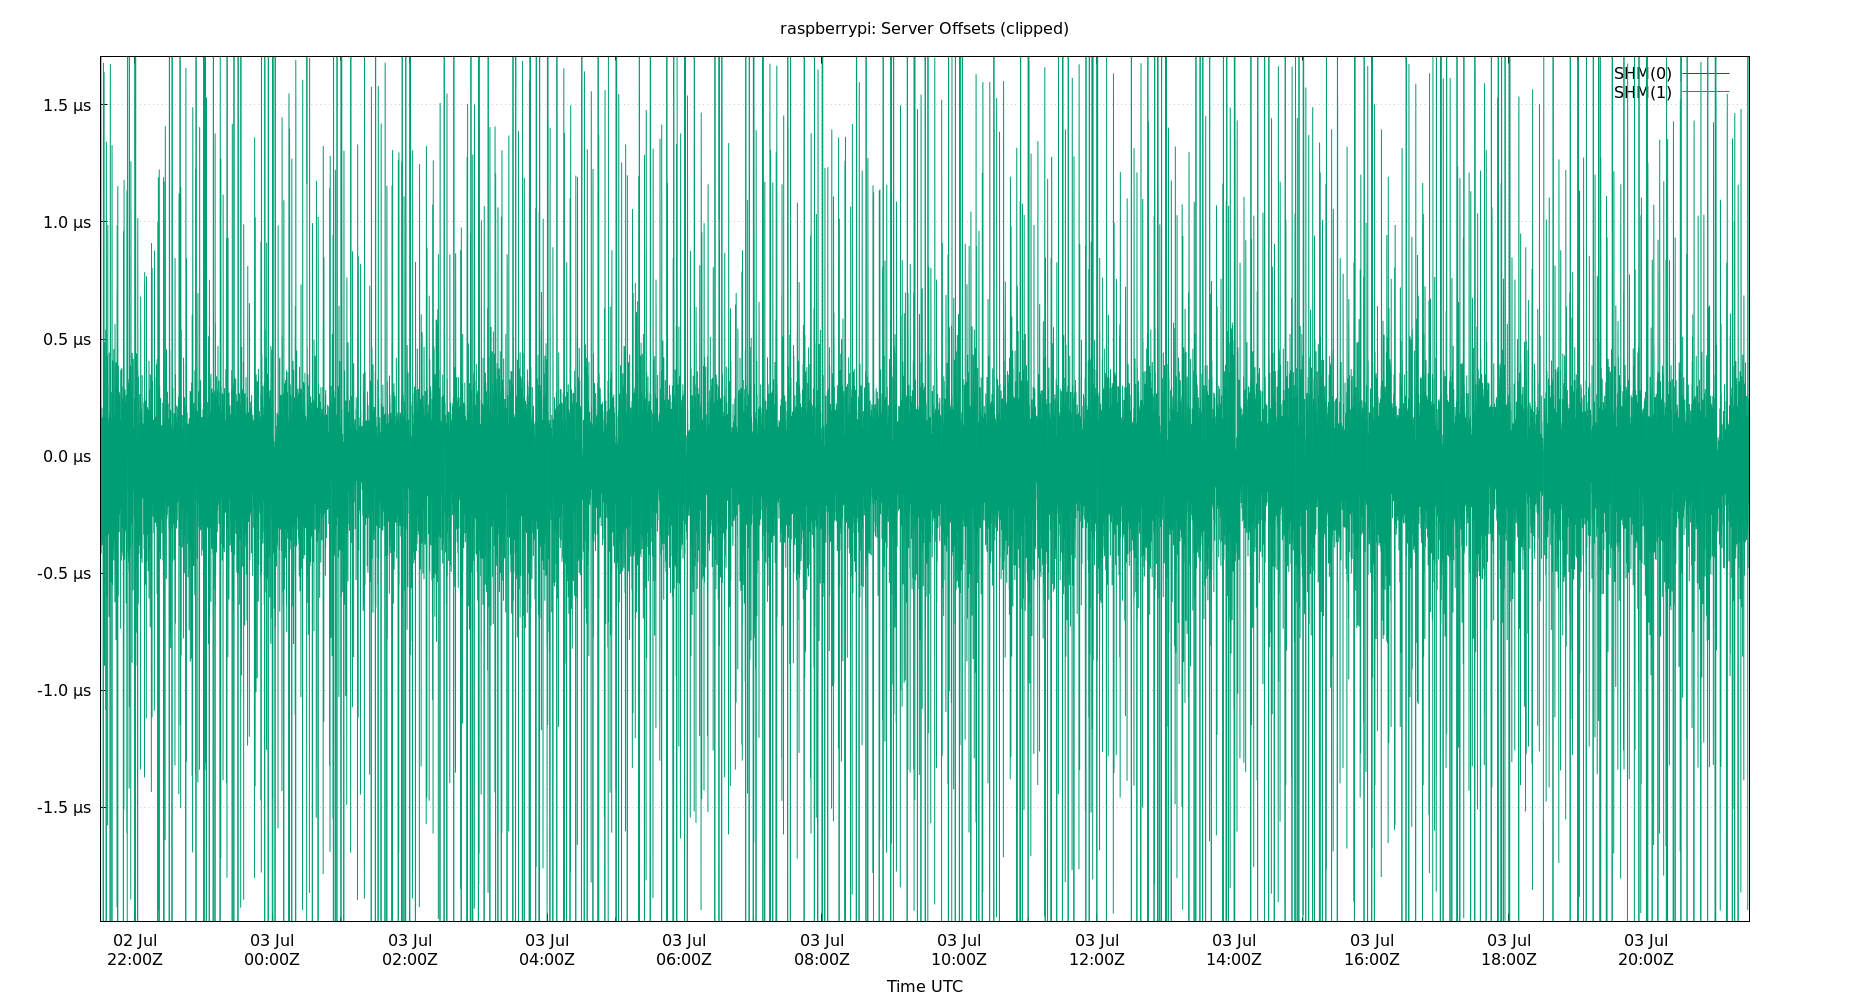 raspberrypi: Server Offsets (clipped)
SHM(0)
SHM(1)
1.5 µs
1.0 µs
0.5 µs
0.0 µs
-0.5 µs
-1.0 µs
-1.5 µs
02 Jul 03 Jul 03 Jul 03 Jul 03 Jul 03 Jul 03 Jul 03 Jul 03 Jul 03 Jul 03 Jul 03 Jul
22:00Z 00:00Z 02:00Z 04:00Z 06:00Z 08:00Z 10:00Z 12:00Z 14:00Z 16:00Z 18:00Z 20:00Z
Time UTC